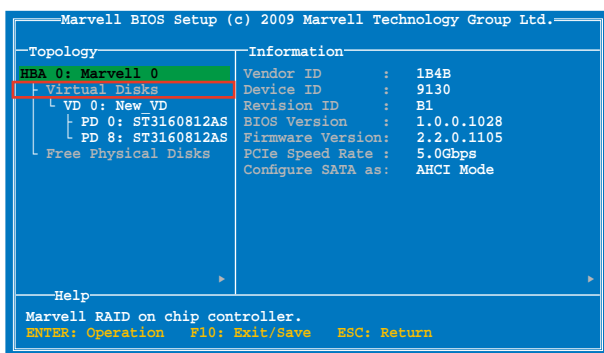 Marvell BIOS Setup (c) 2009 Marvell Technology Group Ltd.
Topology
HBA 0: Marvell 0
Virtual Disks
VD 0: New_VD
PD 0: ST3160812AS
PD 8: ST3160812AS
Free Physical Disks
Information
Vendor ID : 1B4B
Device ID : 9130
Revision ID : B1
BIOS Version : 1.0.0.1028
Firmware Version: 2.2.0.1105
PCIe Speed Rate : 5.0Gbps
Configure SATA as: AHCI Mode
Help
Marvell RAID on chip controller.
ENTER: Operation F10: Exit/Save ESC: Return